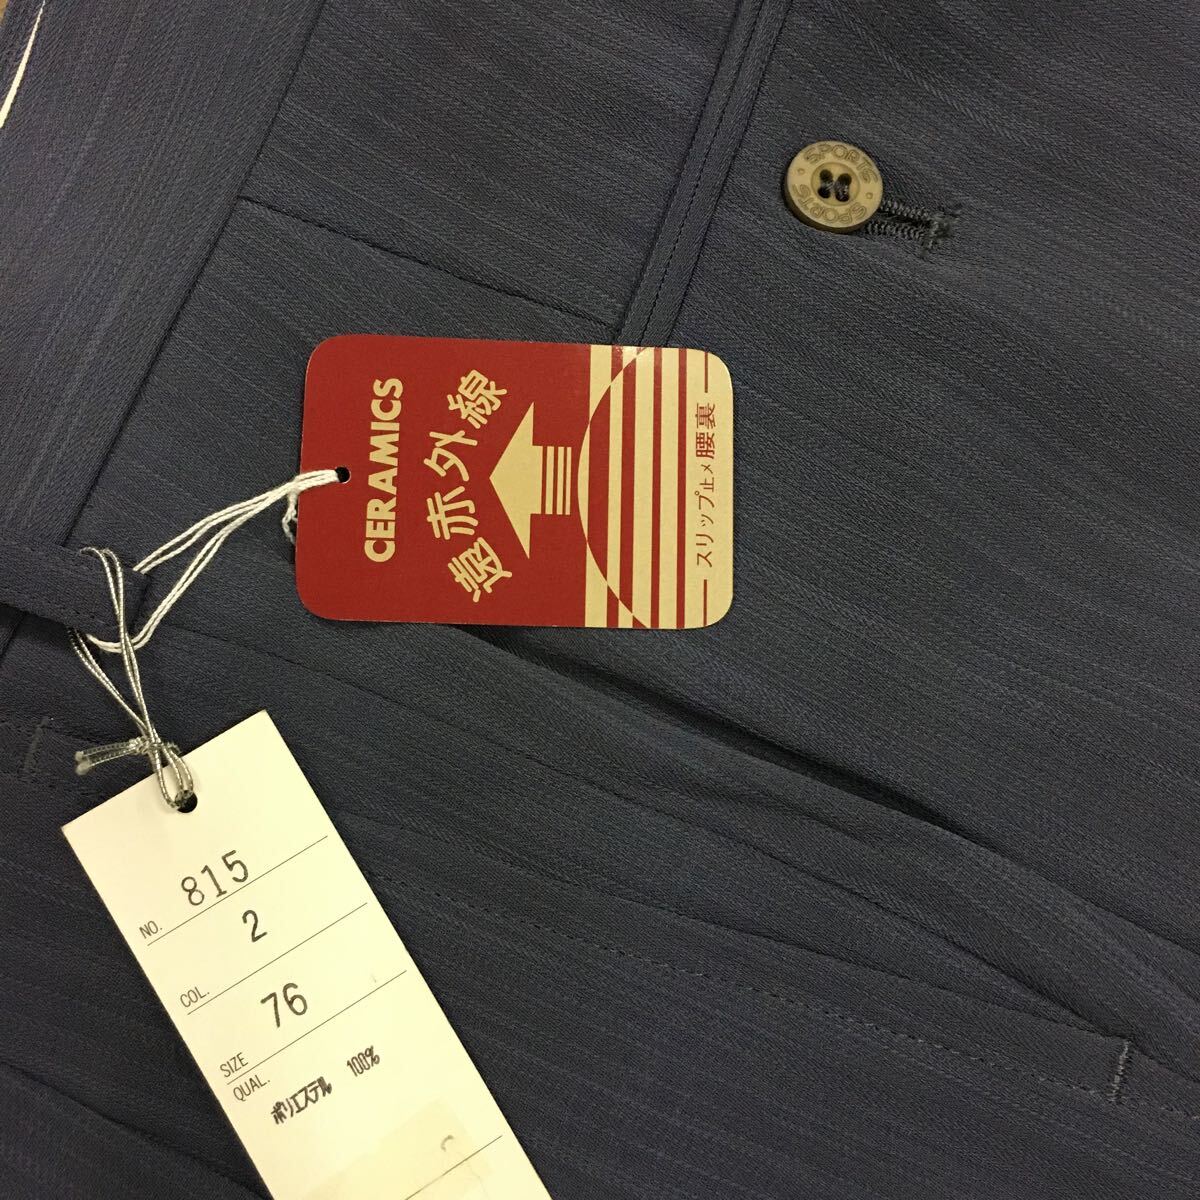 SPORTS · SPORTS ·
CERAMICS
遠赤外線
スリップ止メ腰裏
NO. 815
COL. 2
SIZE 76
QUAL.
ポリエステル 100%